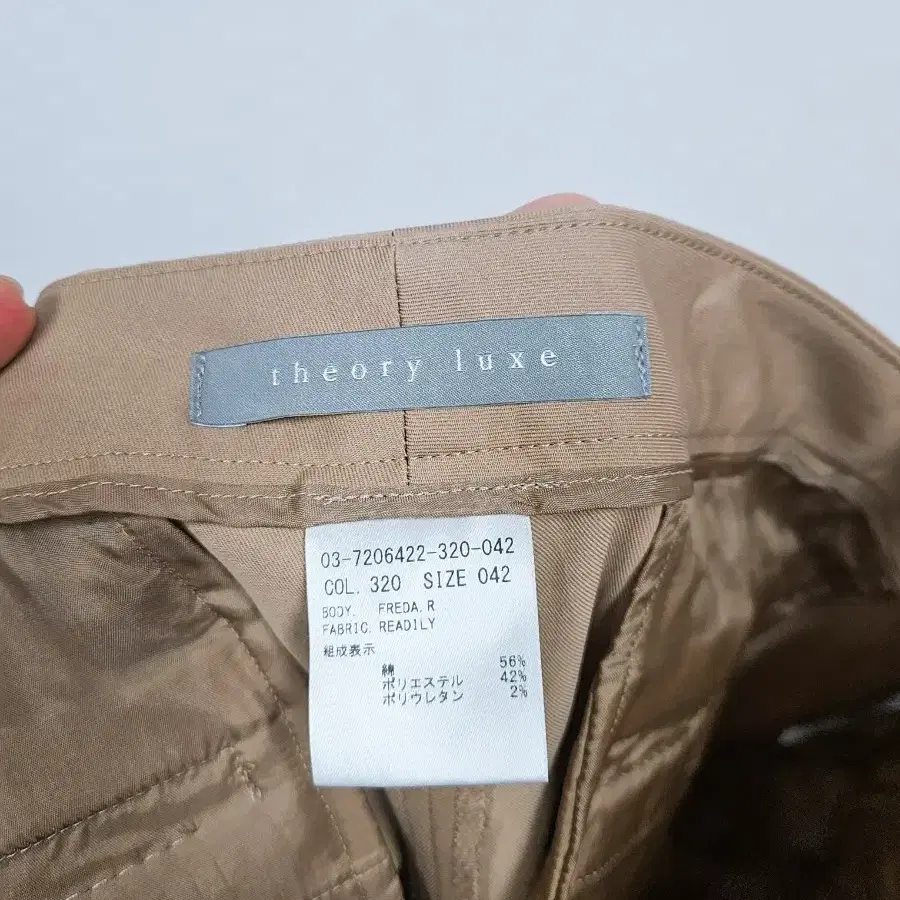 theory luxe
03-7206422-320-042
COL. 320 SIZE 042
BODY. FREDA.R
FABRIC. READILY
組成表示
綿 56%
ポリエステル 42%
ポリウレタン 2%